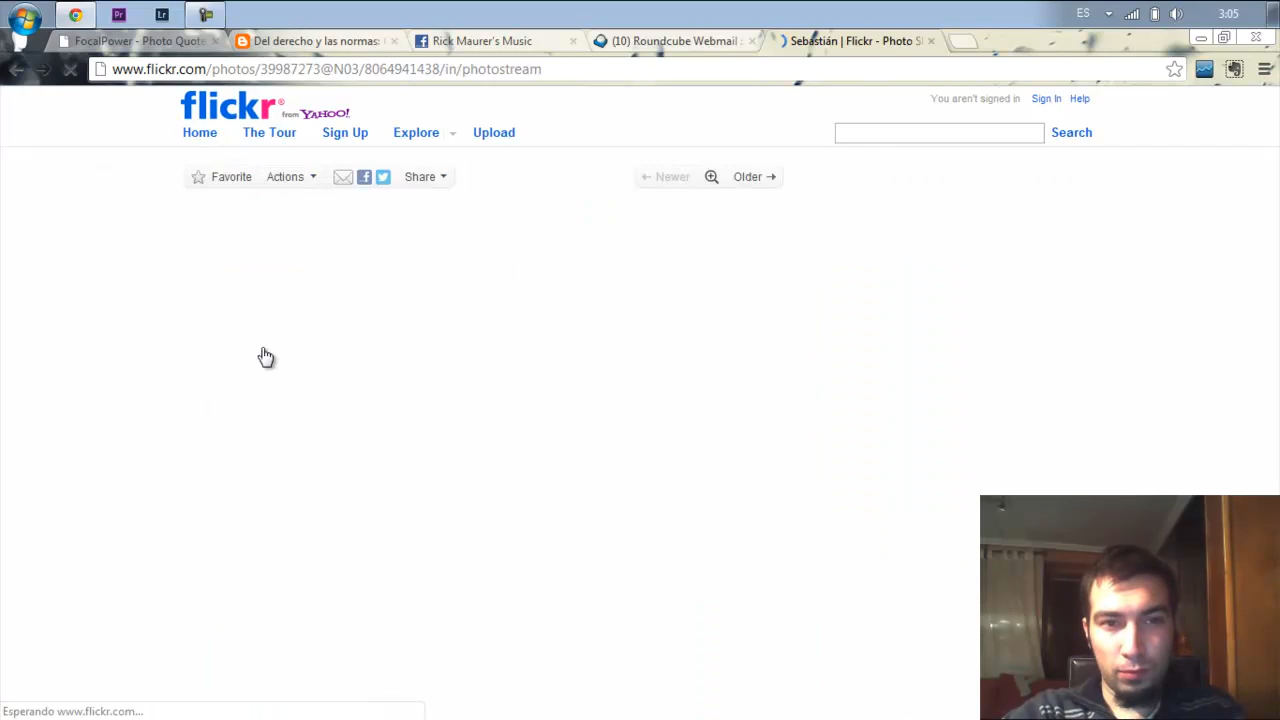 Pr
Lr
ES
3:05
FocalPower - Photo Quote
Del derecho y las normas:
Rick Maurer's Music
(10) Roundcube Webmail :
Sebastián | Flickr - Photo S
www.flickr.com/photos/39987273@N03/8064941438/in/photostream
flickr® from YAHOO!
You aren't signed in Sign In Help
Home The Tour Sign Up Explore Upload
Search
Favorite Actions f Share
← Newer Older →
Esperando www.flickr.com...